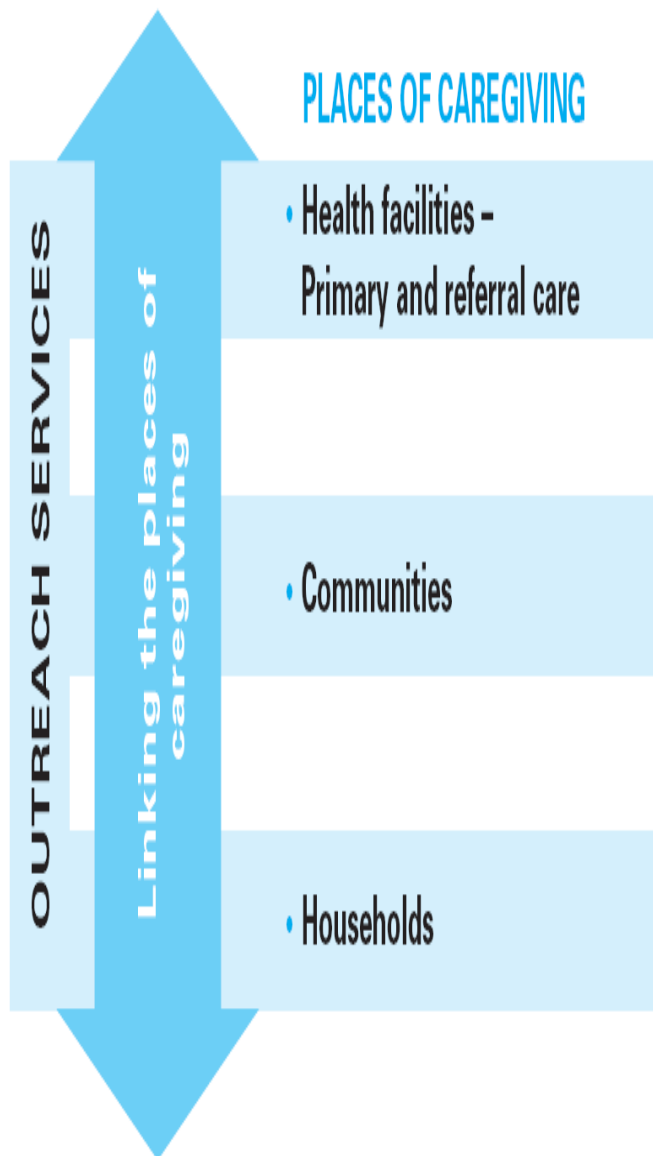 PLACES OF CAREGIVING
• Health facilities –
Primary and referral care
• Communities
• Households
OUTREACH SERVICES
Linking the places of
caregiving